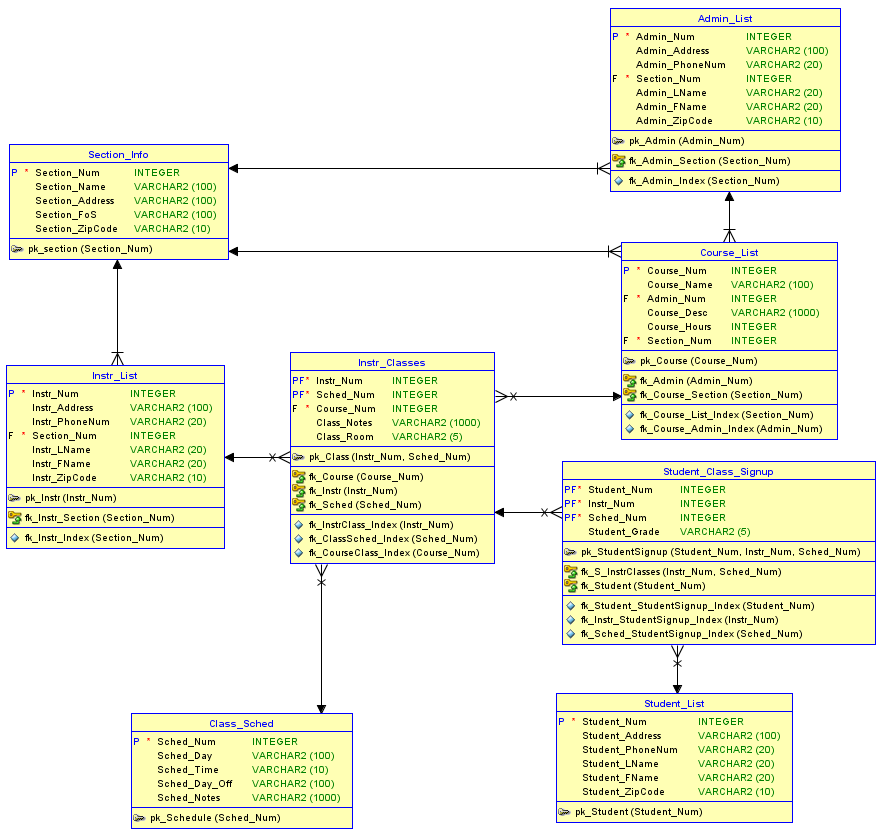 Admin_List
P * Admin_Num INTEGER
Admin_Address VARCHAR2 (100)
Admin_PhoneNum VARCHAR2 (20)
F * Section_Num INTEGER
Admin_LName VARCHAR2 (20)
Admin_FName VARCHAR2 (20)
Admin_ZipCode VARCHAR2 (10)
pk_Admin (Admin_Num)
fk_Admin_Section (Section_Num)
fk_Admin_Index (Section_Num)
Section_Info
P * Section_Num INTEGER
Section_Name VARCHAR2 (100)
Section_Address VARCHAR2 (100)
Section_FoS VARCHAR2 (100)
Section_ZipCode VARCHAR2 (10)
pk_section (Section_Num)
Course_List
P * Course_Num INTEGER
Course_Name VARCHAR2 (100)
F * Admin_Num INTEGER
Course_Desc VARCHAR2 (1000)
Course_Hours INTEGER
F * Section_Num INTEGER
pk_Course (Course_Num)
fk_Admin (Admin_Num)
fk_Course_Section (Section_Num)
fk_Course_List_Index (Section_Num)
fk_Course_Admin_Index (Admin_Num)
Instr_List
P * Instr_Num INTEGER
Instr_Address VARCHAR2 (100)
Instr_PhoneNum VARCHAR2 (20)
F * Section_Num INTEGER
Instr_LName VARCHAR2 (20)
Instr_FName VARCHAR2 (20)
Instr_ZipCode VARCHAR2 (10)
pk_Instr (Instr_Num)
fk_Instr_Section (Section_Num)
fk_Instr_Index (Section_Num)
Instr_Classes
PF* Instr_Num INTEGER
PF* Sched_Num INTEGER
F * Course_Num INTEGER
Class_Notes VARCHAR2 (1000)
Class_Room VARCHAR2 (5)
pk_Class (Instr_Num, Sched_Num)
fk_Course (Course_Num)
fk_Instr (Instr_Num)
fk_Sched (Sched_Num)
fk_InstrClass_Index (Instr_Num)
fk_ClassSched_Index (Sched_Num)
fk_CourseClass_Index (Course_Num)
Student_Class_Signup
PF* Student_Num INTEGER
PF* Instr_Num INTEGER
PF* Sched_Num INTEGER
Student_Grade VARCHAR2 (5)
pk_StudentSignup (Student_Num, Instr_Num, Sched_Num)
fk_S_InstrClasses (Instr_Num, Sched_Num)
fk_Student (Student_Num)
fk_Student_StudentSignup_Index (Student_Num)
fk_Instr_StudentSignup_Index (Instr_Num)
fk_Sched_StudentSignup_Index (Sched_Num)
Class_Sched
P * Sched_Num INTEGER
Sched_Day VARCHAR2 (100)
Sched_Time VARCHAR2 (10)
Sched_Day_Off VARCHAR2 (100)
Sched_Notes VARCHAR2 (1000)
pk_Schedule (Sched_Num)
Student_List
P * Student_Num INTEGER
Student_Address VARCHAR2 (100)
Student_PhoneNum VARCHAR2 (20)
Student_LName VARCHAR2 (20)
Student_FName VARCHAR2 (20)
Student_ZipCode VARCHAR2 (10)
pk_Student (Student_Num)